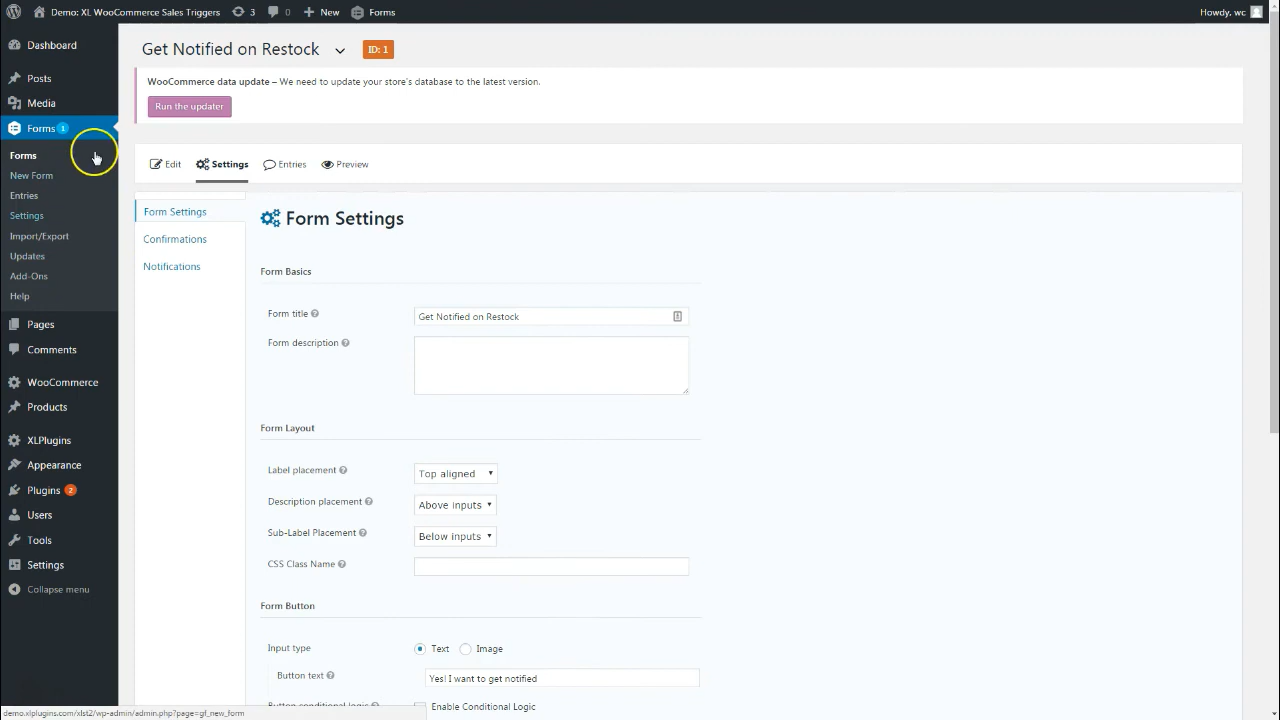 Demo: XL WooCommerce Sales Triggers 3 0 New Forms Howdy, wc
Dashboard
Posts
Media
Forms 1
Forms
New Form
Entries
Settings
Import/Export
Updates
Add-Ons
Help
Pages
Comments
WooCommerce
Products
XLPlugins
Appearance
Plugins 2
Users
Tools
Settings
Collapse menu
Get Notified on Restock ID: 1
WooCommerce data update – We need to update your store's database to the latest version.
Run the updater
Edit Settings Entries Preview
Form Settings
Confirmations
Notifications
Form Settings
Form Basics
Form title Get Notified on Restock
Form description
Form Layout
Label placement Top aligned
Description placement Above inputs
Sub-Label Placement Below inputs
CSS Class Name
Form Button
Input type Text Image
Button text Yes! I want to get notified
Button conditional logic Enable Conditional Logic
demo.xlplugins.com/xlst2/wp-admin/admin.php?page=gf_new_form